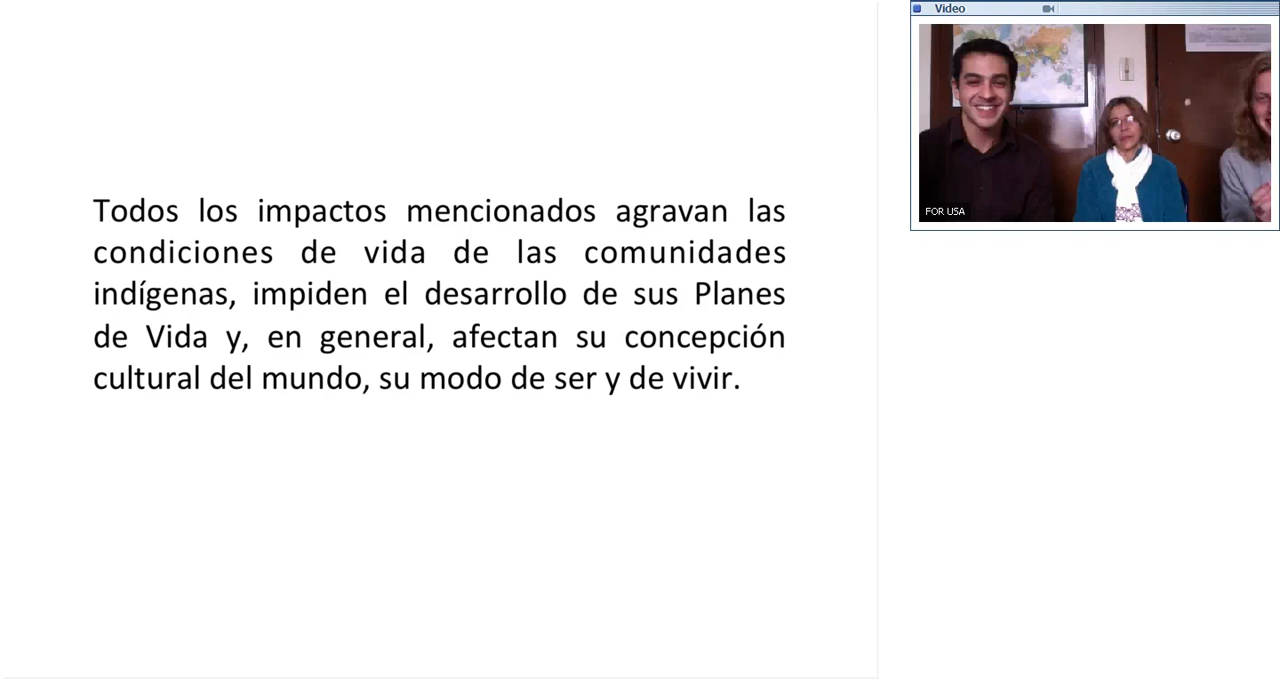 Todos los impactos mencionados agravan las
condiciones de vida de las comunidades
indígenas, impiden el desarrollo de sus Planes
de Vida y, en general, afectan su concepción
cultural del mundo, su modo de ser y de vivir.
Video
FOR USA